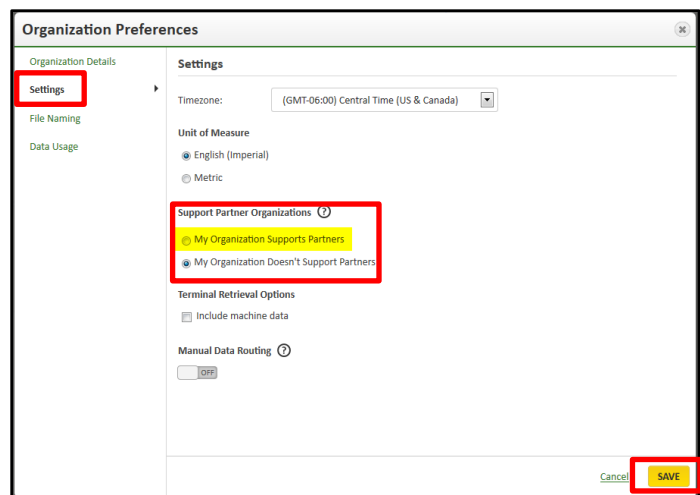 Organization Preferences
Organization Details
Settings
File Naming
Data Usage
Settings
Timezone: (GMT-06:00) Central Time (US & Canada)
Unit of Measure
English (Imperial)
Metric
Support Partner Organizations ?
My Organization Supports Partners
My Organization Doesn't Support Partners
Terminal Retrieval Options
Include machine data
Manual Data Routing ?
OFF
Cancel SAVE